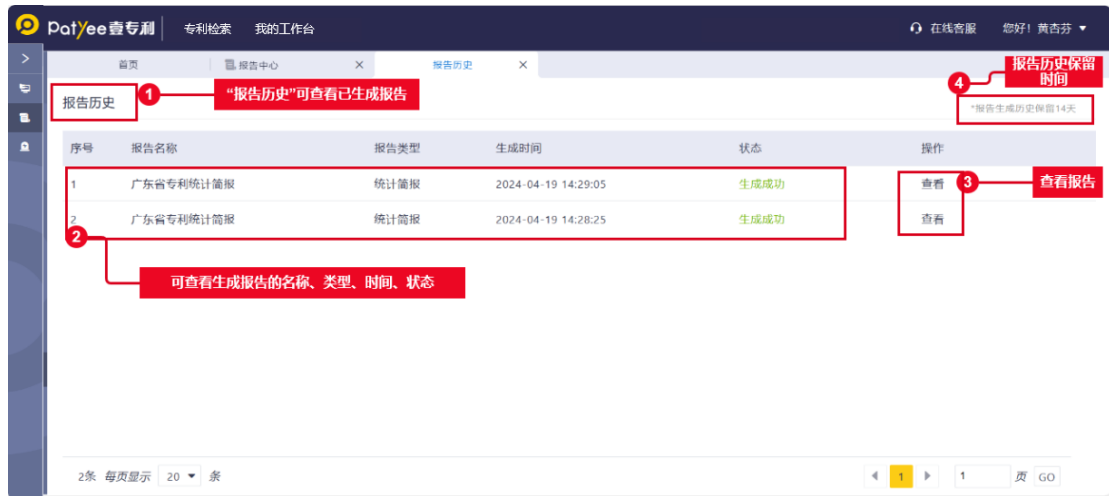 Patyee壹专利 专利检索 我的工作台 在线客服 您好！黄杏芬
首页 报告中心 × 报告历史 ×
报告历史保留
时间
4
报告历史
1
“报告历史”可查看已生成报告
*报告生成历史保留14天
序号 报告名称 报告类型 生成时间 状态 操作
1 广东省专利统计简报 统计简报 2024-04-19 14:29:05 生成成功 查看
3 查看报告
2 广东省专利统计简报 统计简报 2024-04-19 14:28:25 生成成功 查看
2
可查看生成报告的名称、类型、时间、状态
2条 每页显示 20 条 1 1 页 GO